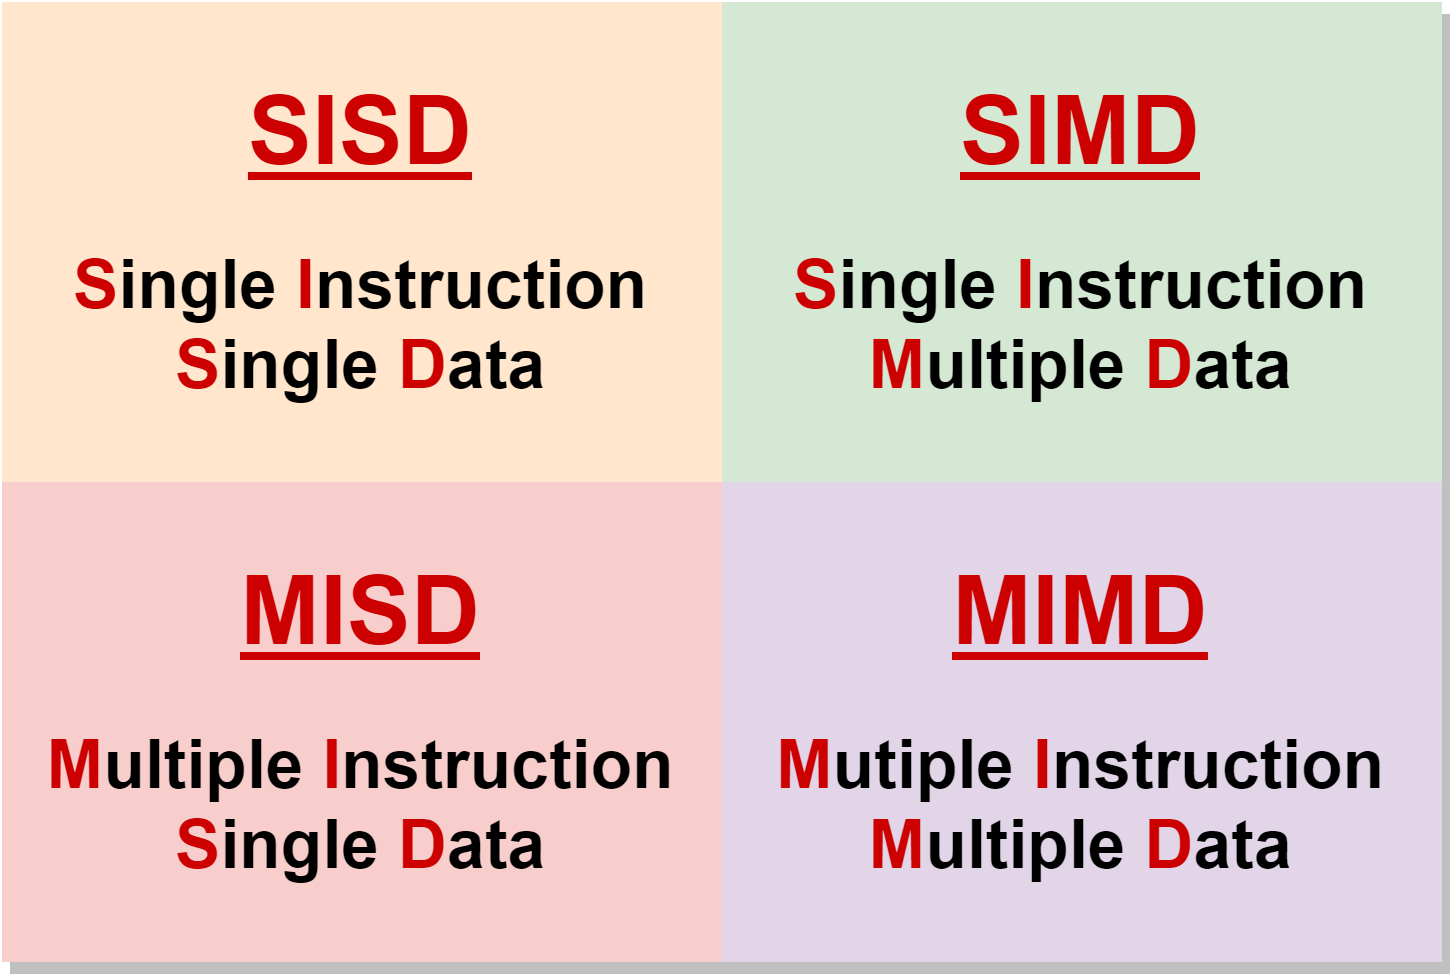 SISD
Single Instruction
Single Data
SIMD
Single Instruction
Multiple Data
MISD
Multiple Instruction
Single Data
MIMD
Mutiple Instruction
Multiple Data